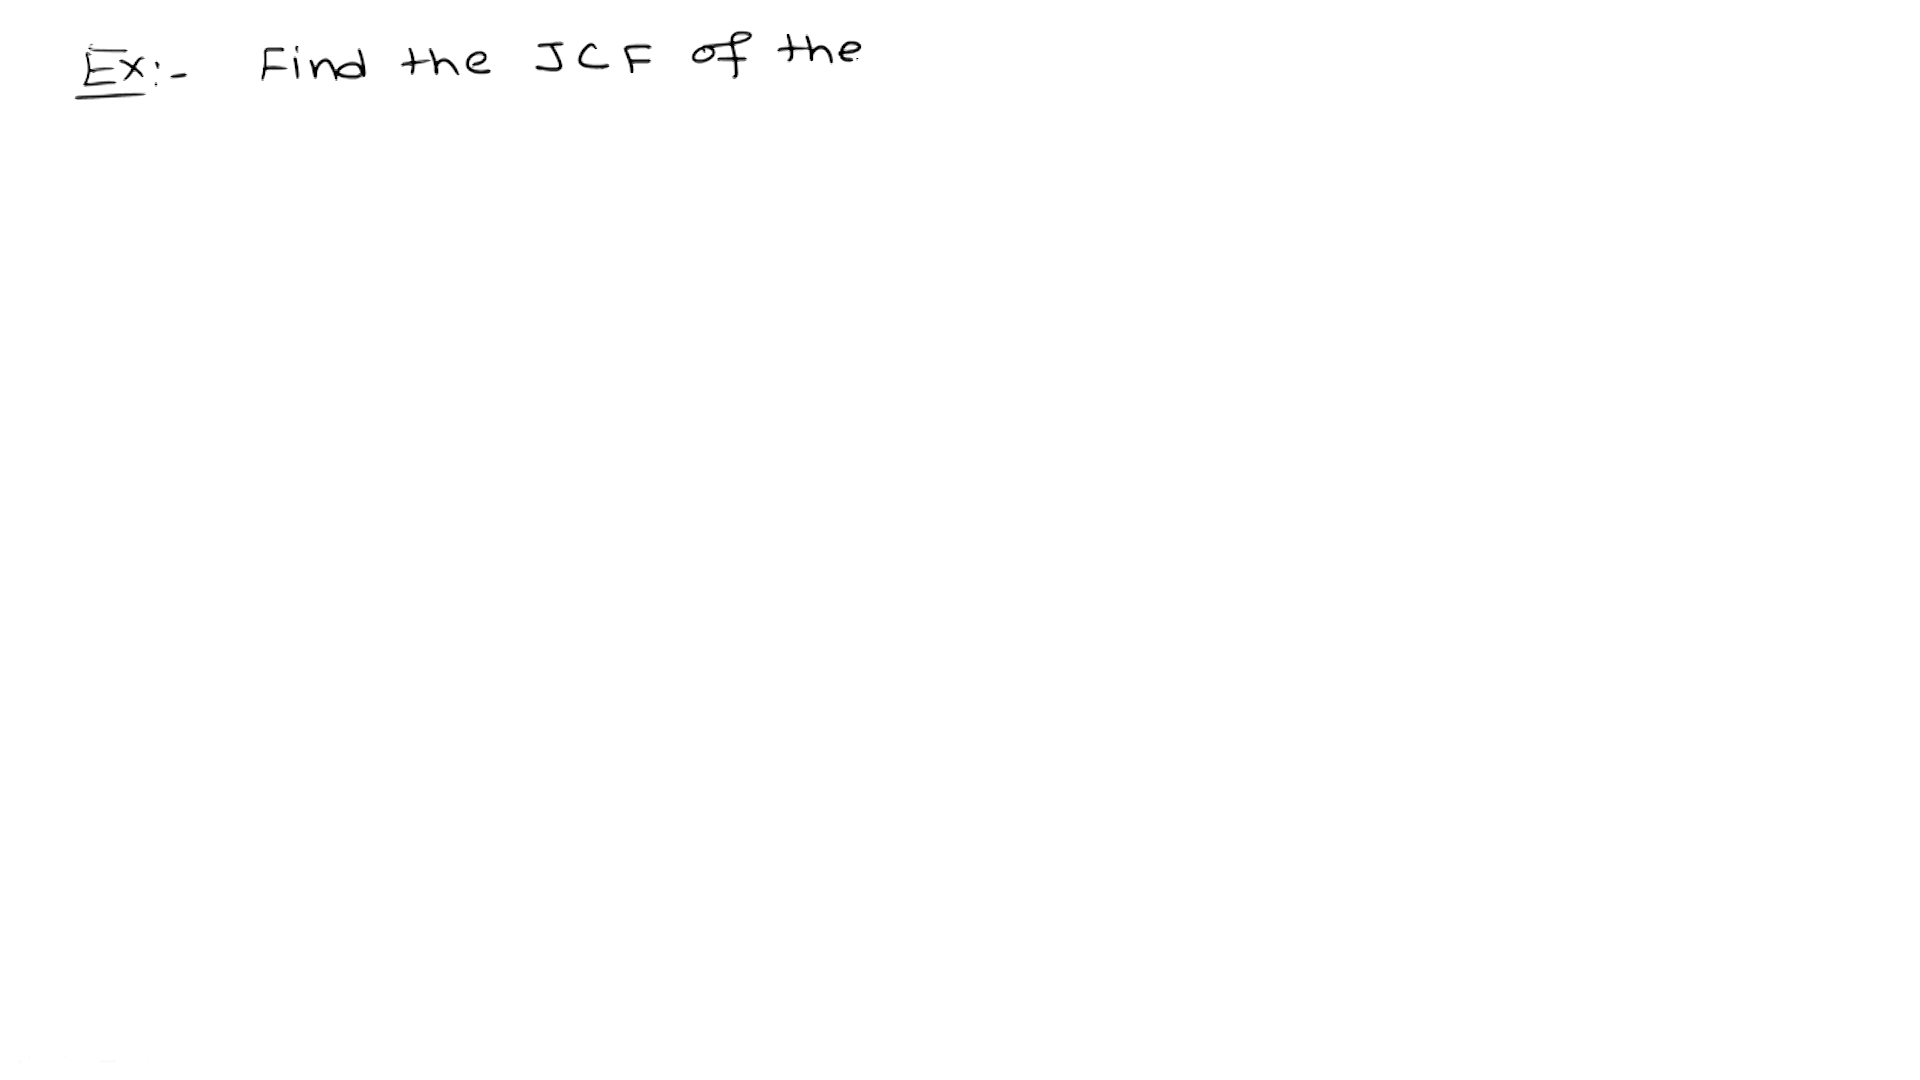 Ex:- Find the JCF of the